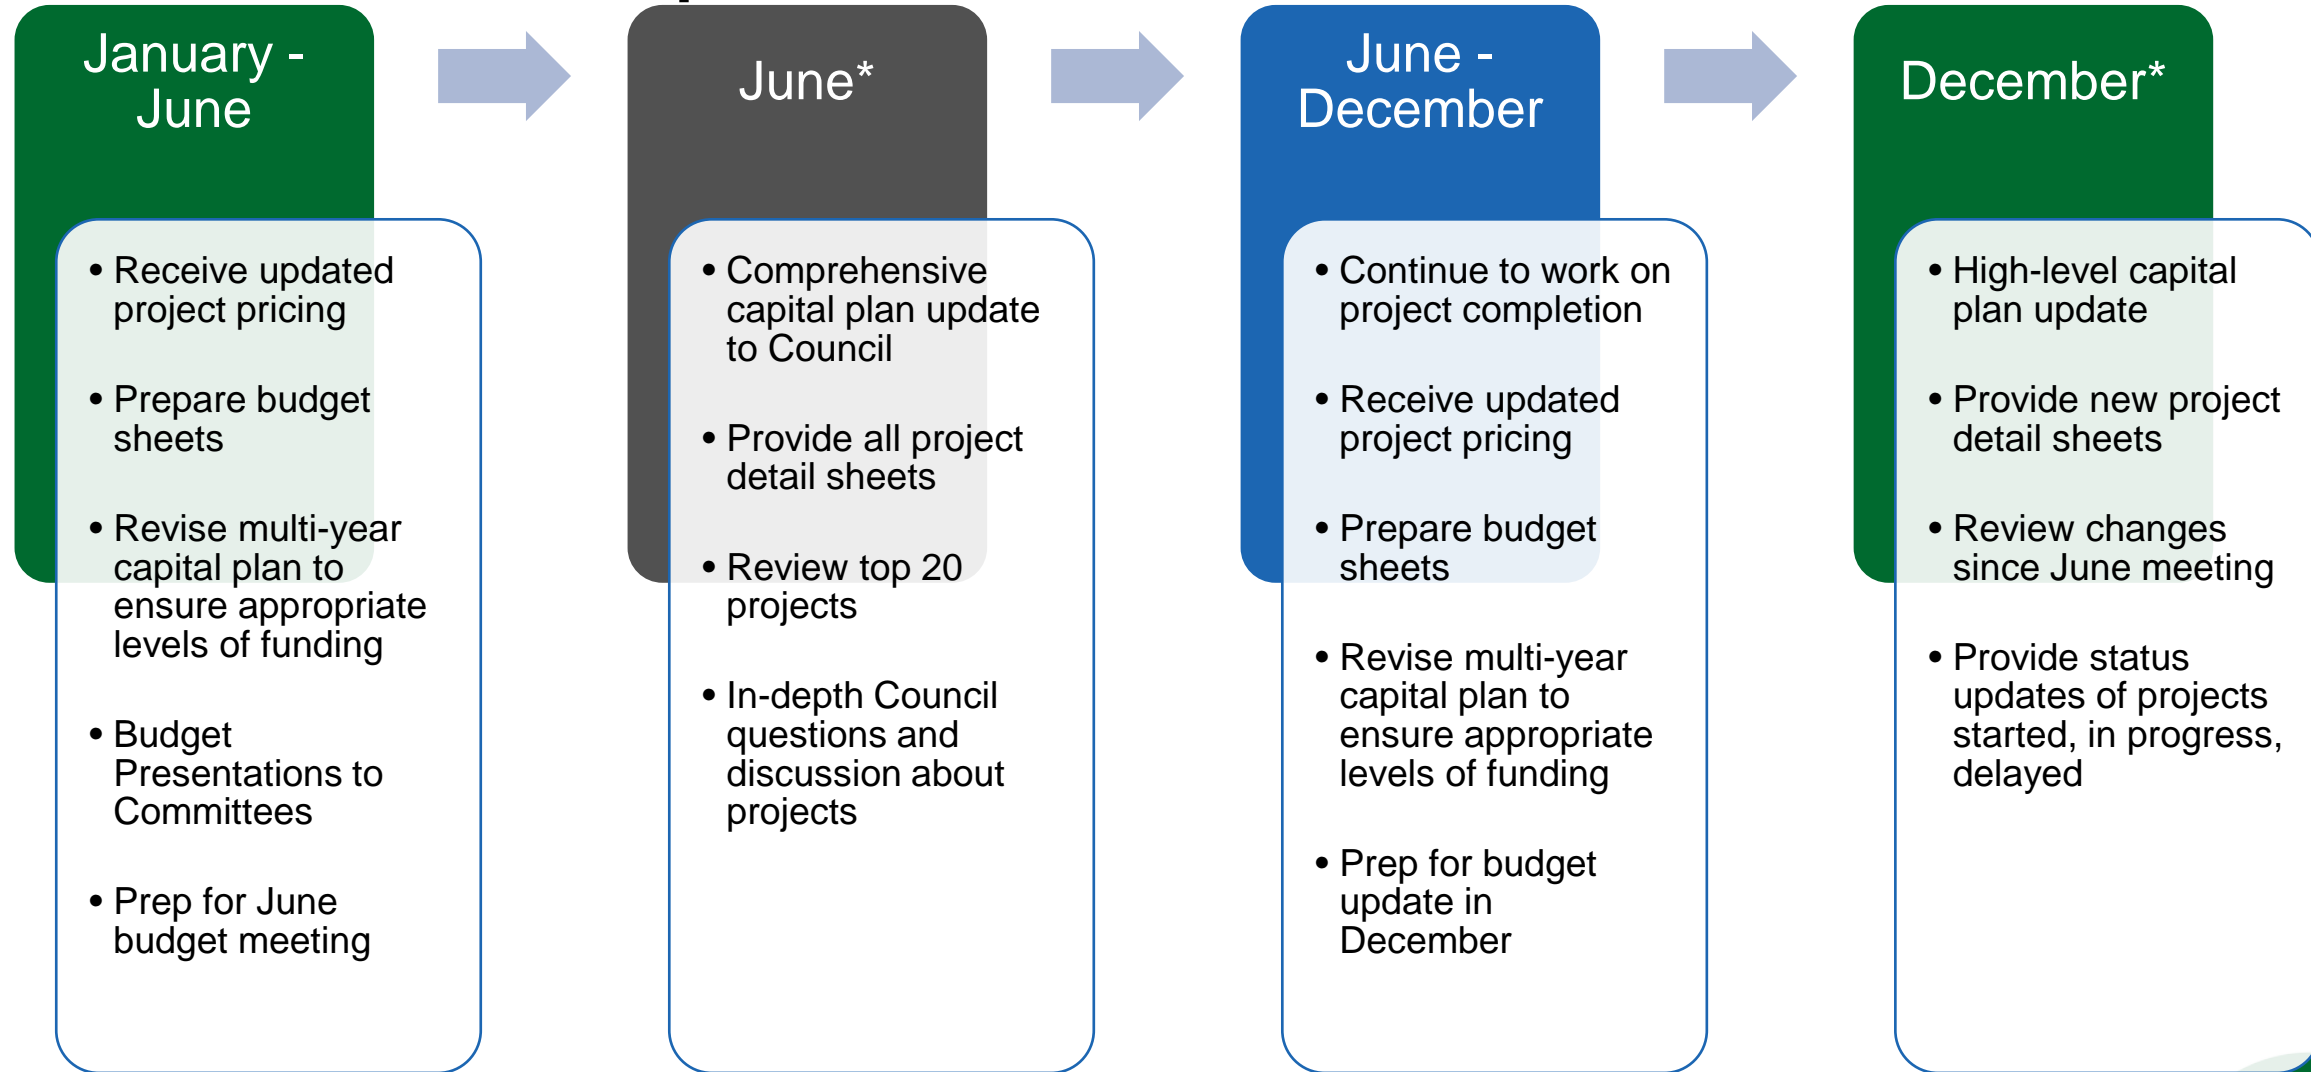 January -
June
• Receive updated
project pricing
• Prepare budget
sheets
• Revise multi-year
capital plan to
ensure appropriate
levels of funding
• Budget
Presentations to
Committees
• Prep for June
budget meeting
June*
• Comprehensive
capital plan update
to Council
• Provide all project
detail sheets
• Review top 20
projects
• In-depth Council
questions and
discussion about
projects
June -
December
• Continue to work on
project completion
• Receive updated
project pricing
• Prepare budget
sheets
• Revise multi-year
capital plan to
ensure appropriate
levels of funding
• Prep for budget
update in
December
December*
• High-level capital
plan update
• Provide new project
detail sheets
• Review changes
since June meeting
• Provide status
updates of projects
started, in progress,
delayed